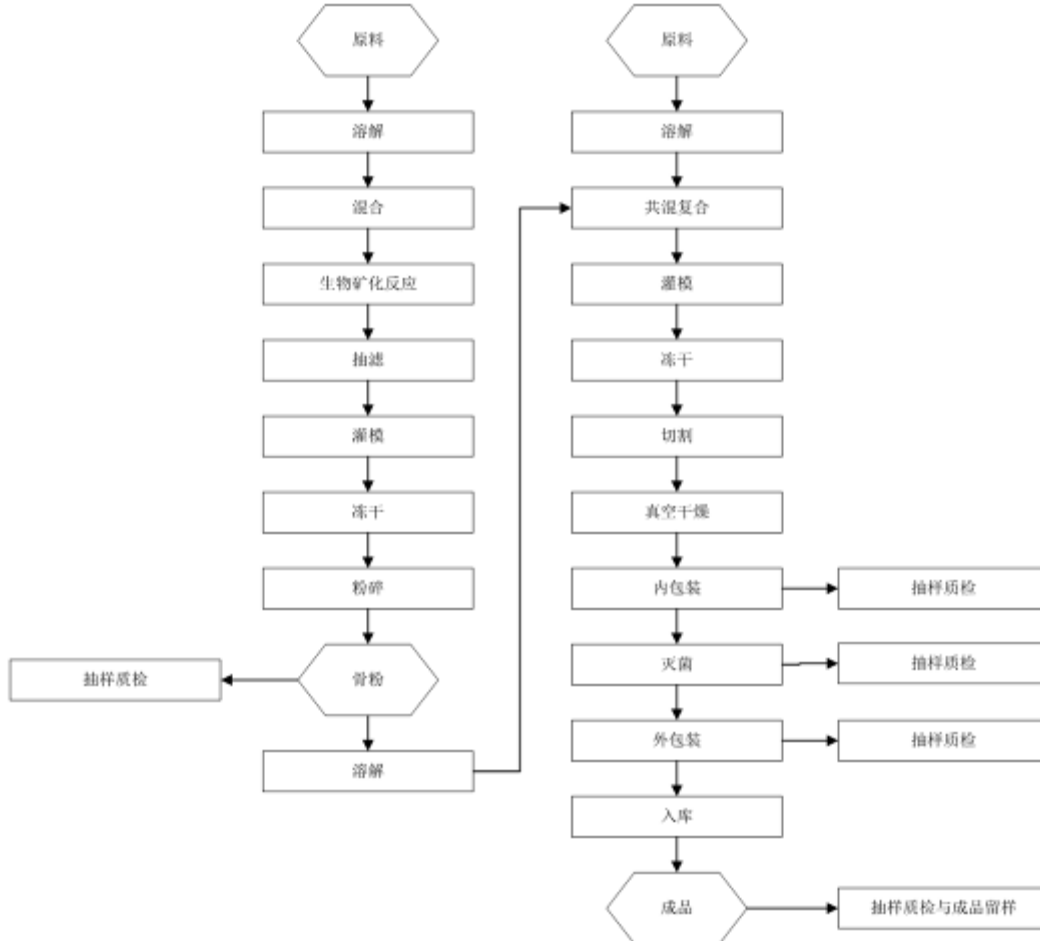 原料
溶解
混合
生物矿化反应
抽滤
灌模
冻干
粉碎
骨粉
抽样质检
溶解
原料
溶解
共混复合
灌模
冻干
切割
真空干燥
内包装
抽样质检
灭菌
抽样质检
外包装
抽样质检
入库
成品
抽样质检与成品留样